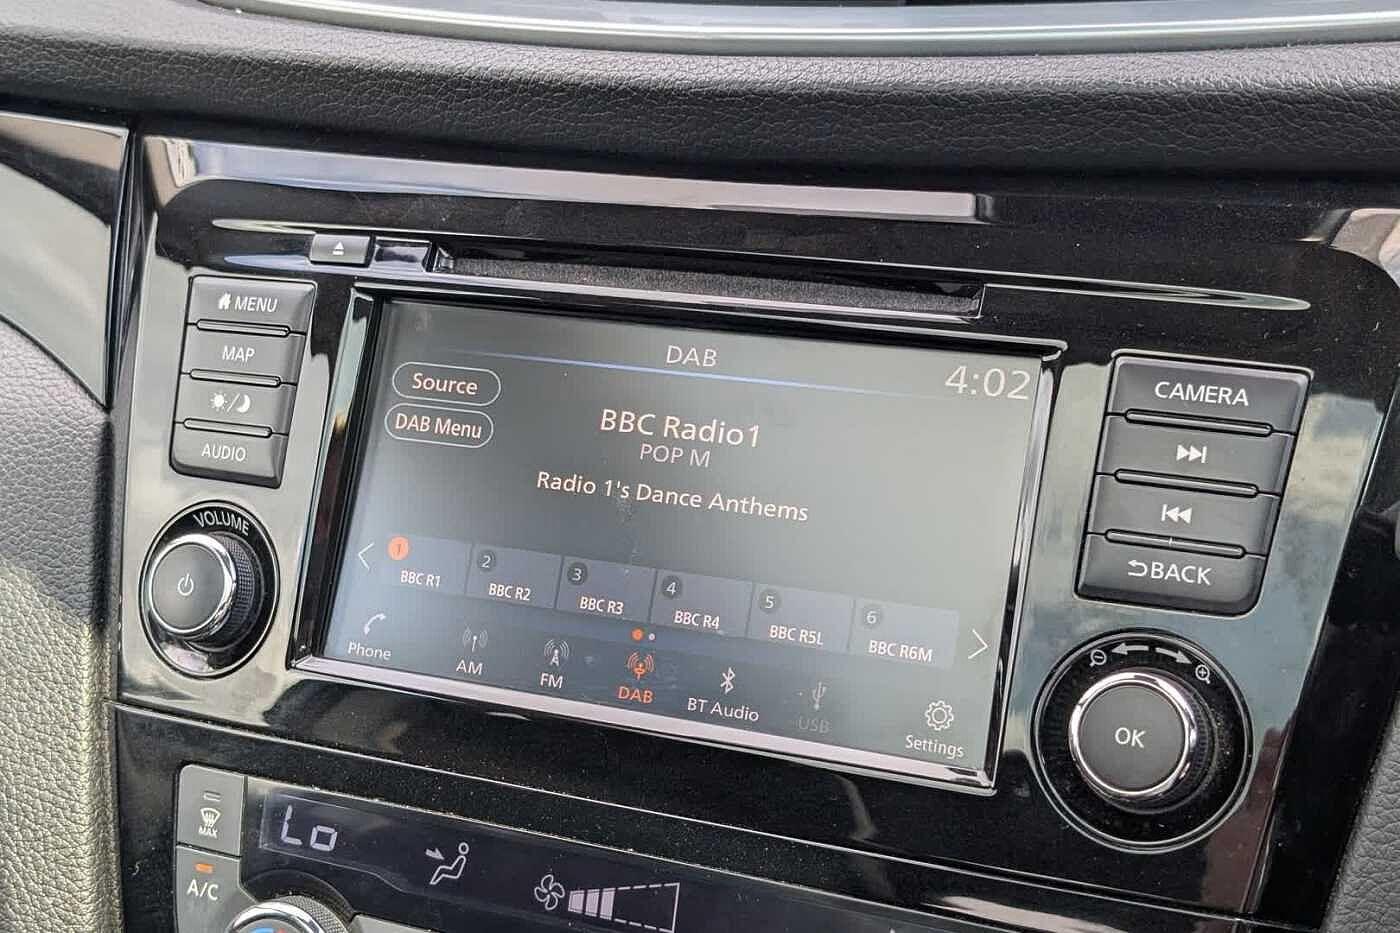 MENU
MAP
AUDIO
VOLUME
DAB
4:02
Source
DAB Menu
BBC Radio1
POP M
Radio 1's Dance Anthems
1
BBC R1
2
BBC R2
3
BBC R3
4
BBC R4
5
BBC R5L
6
BBC R6M
Phone
AM
FM
DAB
BT Audio
USB
Settings
CAMERA
BACK
OK
MAX
A/C
Lo